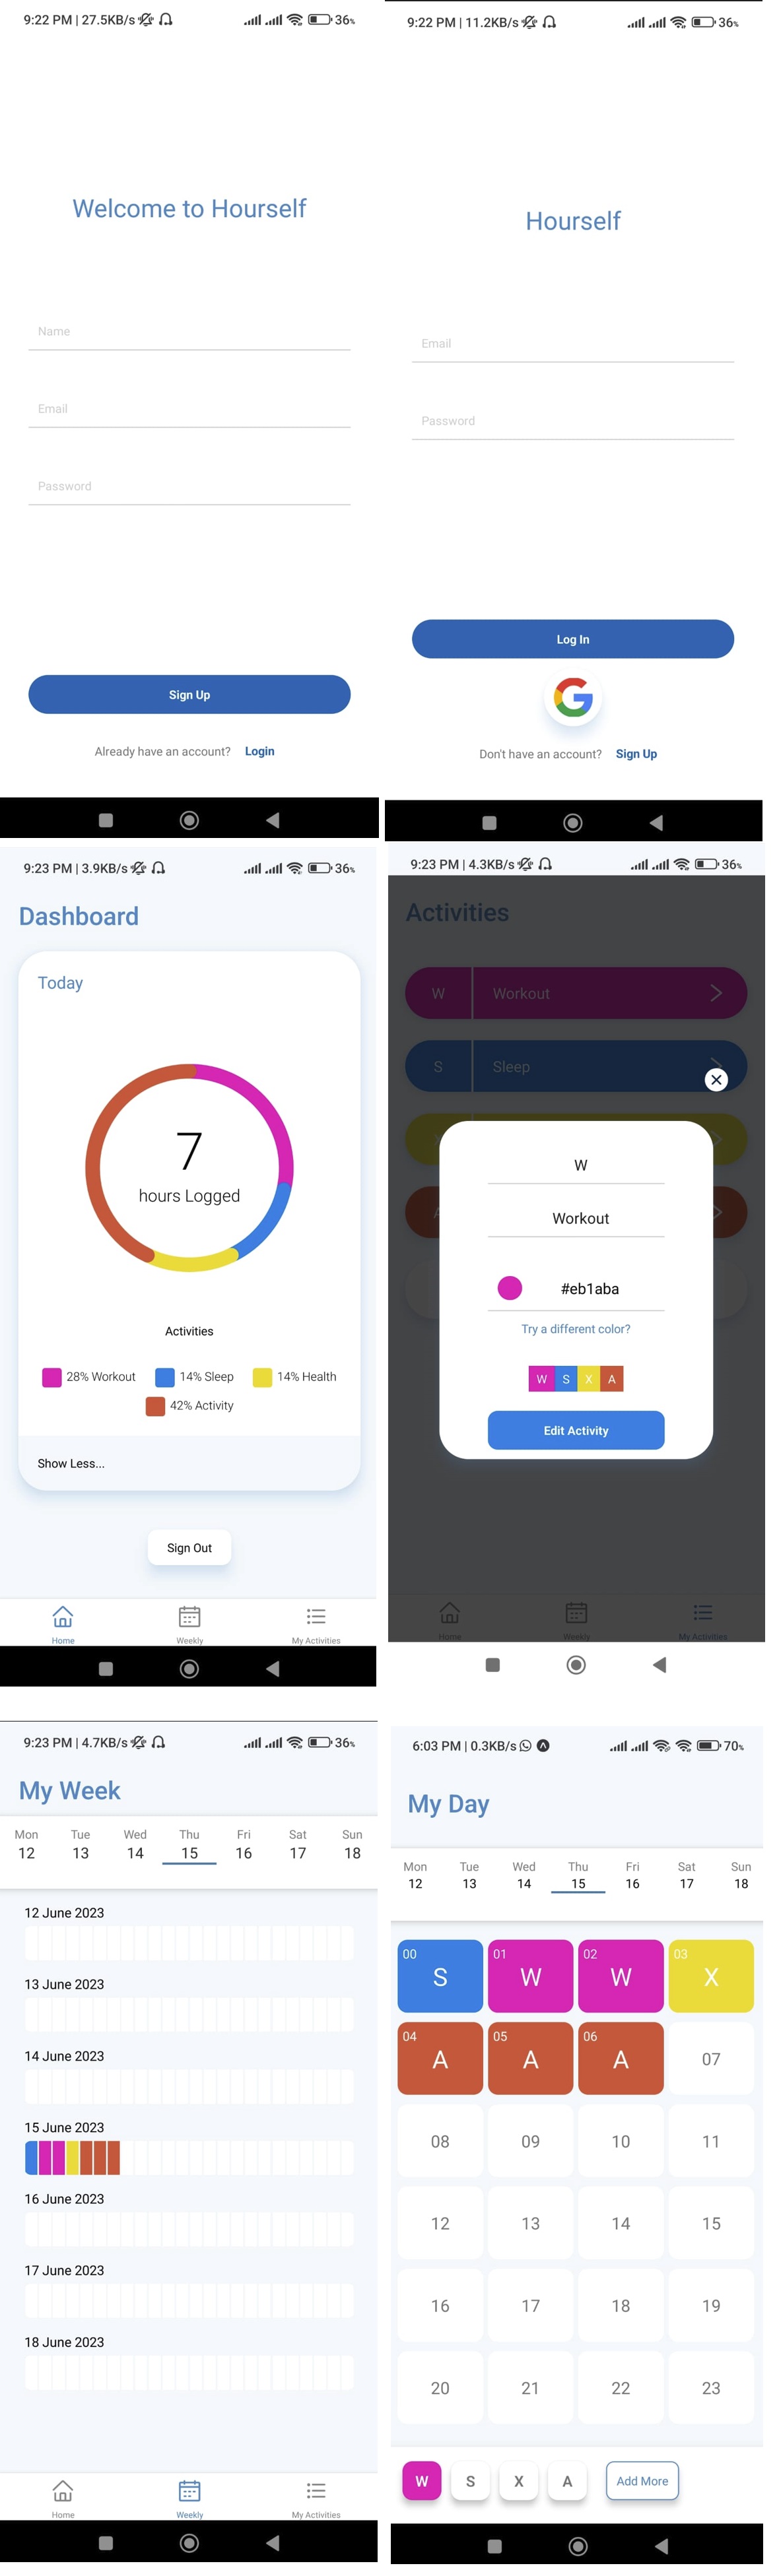 9:22 PM | 27.5KB/s 36%
Welcome to Hourself
Name
Email
Password
Sign Up
Already have an account? Login
9:22 PM | 11.2KB/s 36%
Hourself
Email
Password
Log In
Don't have an account? Sign Up
9:23 PM | 3.9KB/s 36%
Dashboard
Today
7
hours Logged
Activities
28% Workout 14% Sleep 14% Health
42% Activity
Show Less...
Sign Out
Home Weekly My Activities
9:23 PM | 4.3KB/s 36%
Activities
W Workout
S Sleep
W
Workout
#eb1aba
Try a different color?
W S X A
Edit Activity
Home Weekly My Activities
9:23 PM | 4.7KB/s 36%
My Week
Mon Tue Wed Thu Fri Sat Sun
12 13 14 15 16 17 18
12 June 2023
13 June 2023
14 June 2023
15 June 2023
16 June 2023
17 June 2023
18 June 2023
Home Weekly My Activities
6:03 PM | 0.3KB/s 70%
My Day
Mon Tue Wed Thu Fri Sat Sun
12 13 14 15 16 17 18
00 S 01 W 02 W 03 X
04 A 05 A 06 A 07
08 09 10 11
12 13 14 15
16 17 18 19
20 21 22 23
W S X A Add More